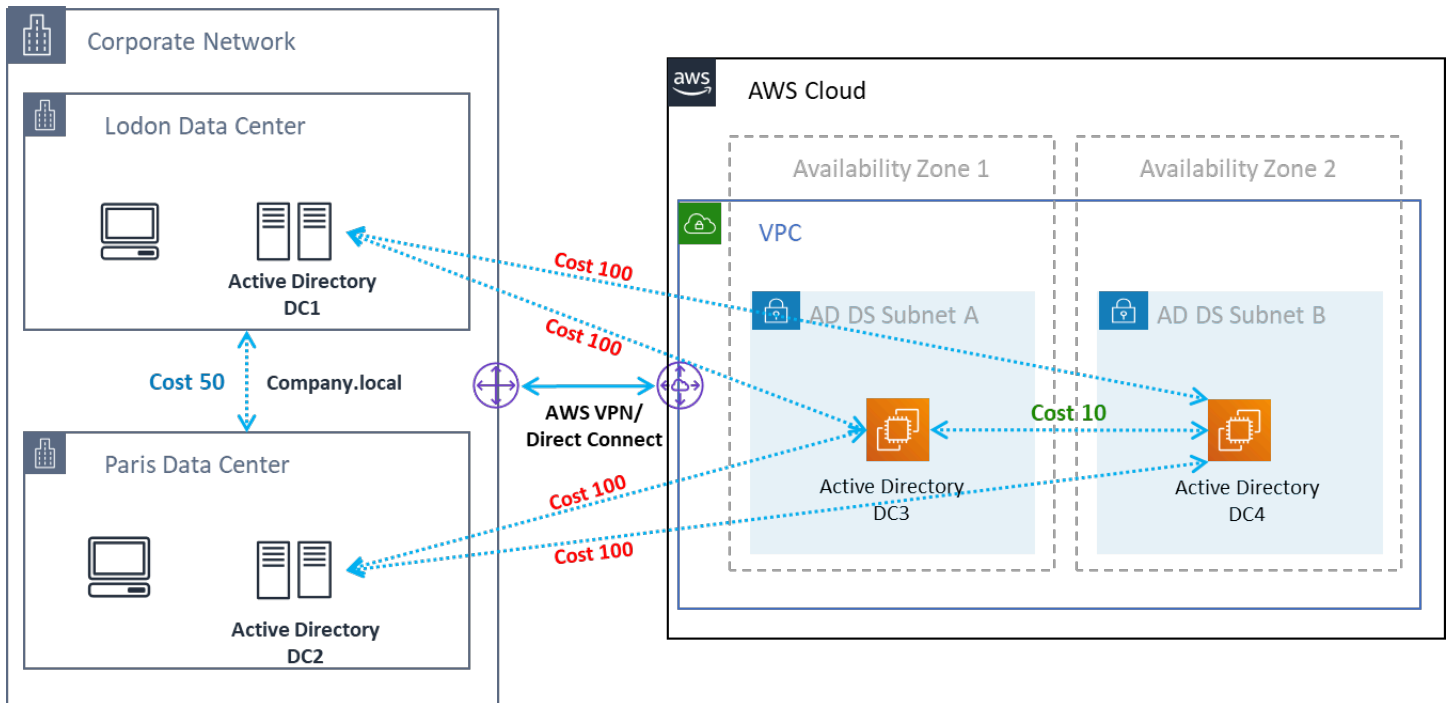 Corporate Network
Lodon Data Center
Active Directory
DC1
Cost 50
Company.local
Paris Data Center
Active Directory
DC2
AWS VPN/
Direct Connect
Cost 100
Cost 100
Cost 100
Cost 100
aws
AWS Cloud
Availability Zone 1
Availability Zone 2
VPC
AD DS Subnet A
AD DS Subnet B
Cost 10
Active Directory
DC3
Active Directory
DC4